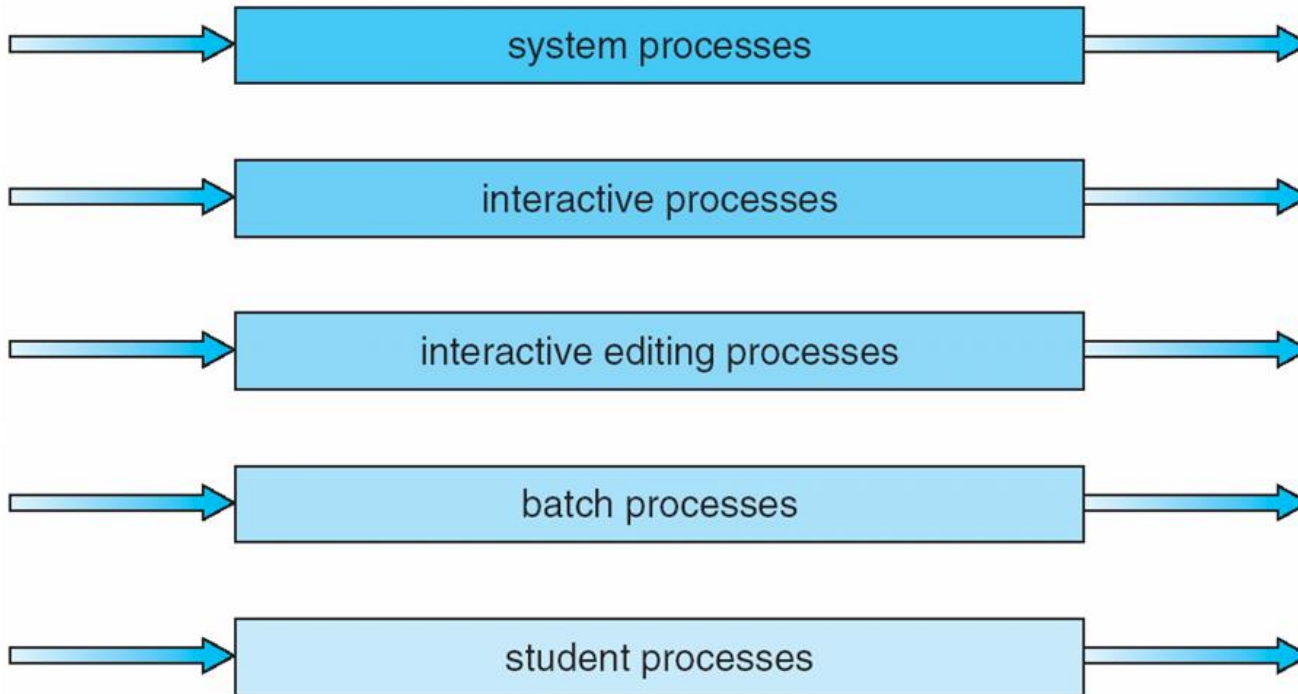 system processes
interactive processes
interactive editing processes
batch processes
student processes